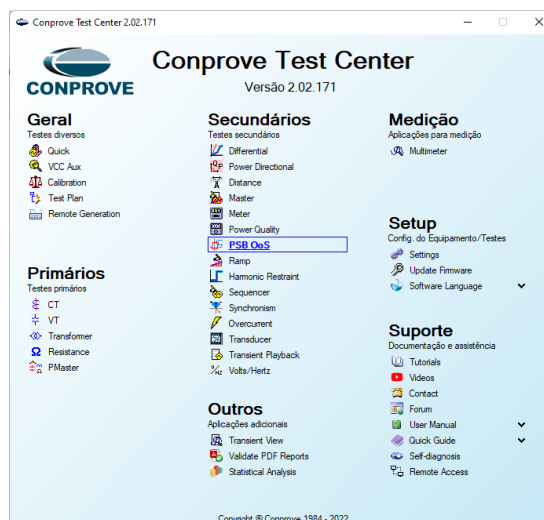 Conprove Test Center 2.02.171
CONPROVE
Conprove Test Center
Versão 2.02.171
Geral
Testes diversos
Quick
VCC Aux
Calibration
Test Plan
Remote Generation
Primários
Testes primários
CT
VT
Transformer
Resistance
PMaster
Secundários
Testes secundários
Differential
Power Directional
Distance
Master
Meter
Power Quality
PSB OoS
Ramp
Harmonic Restraint
Sequencer
Synchronism
Overcurrent
Transducer
Transient Playback
Volts/Hertz
Outros
Aplicações adicionais
Transient View
Validate PDF Reports
Statistical Analysis
Medição
Aplicações para medição
Multimeter
Setup
Config. do Equipamento/Testes
Settings
Update Firmware
Software Language
Suporte
Documentação e assistência
Tutorials
Videos
Contact
Forum
User Manual
Quick Guide
Self-diagnosis
Remote Access
Copyright © Conprove 1984 - 2022